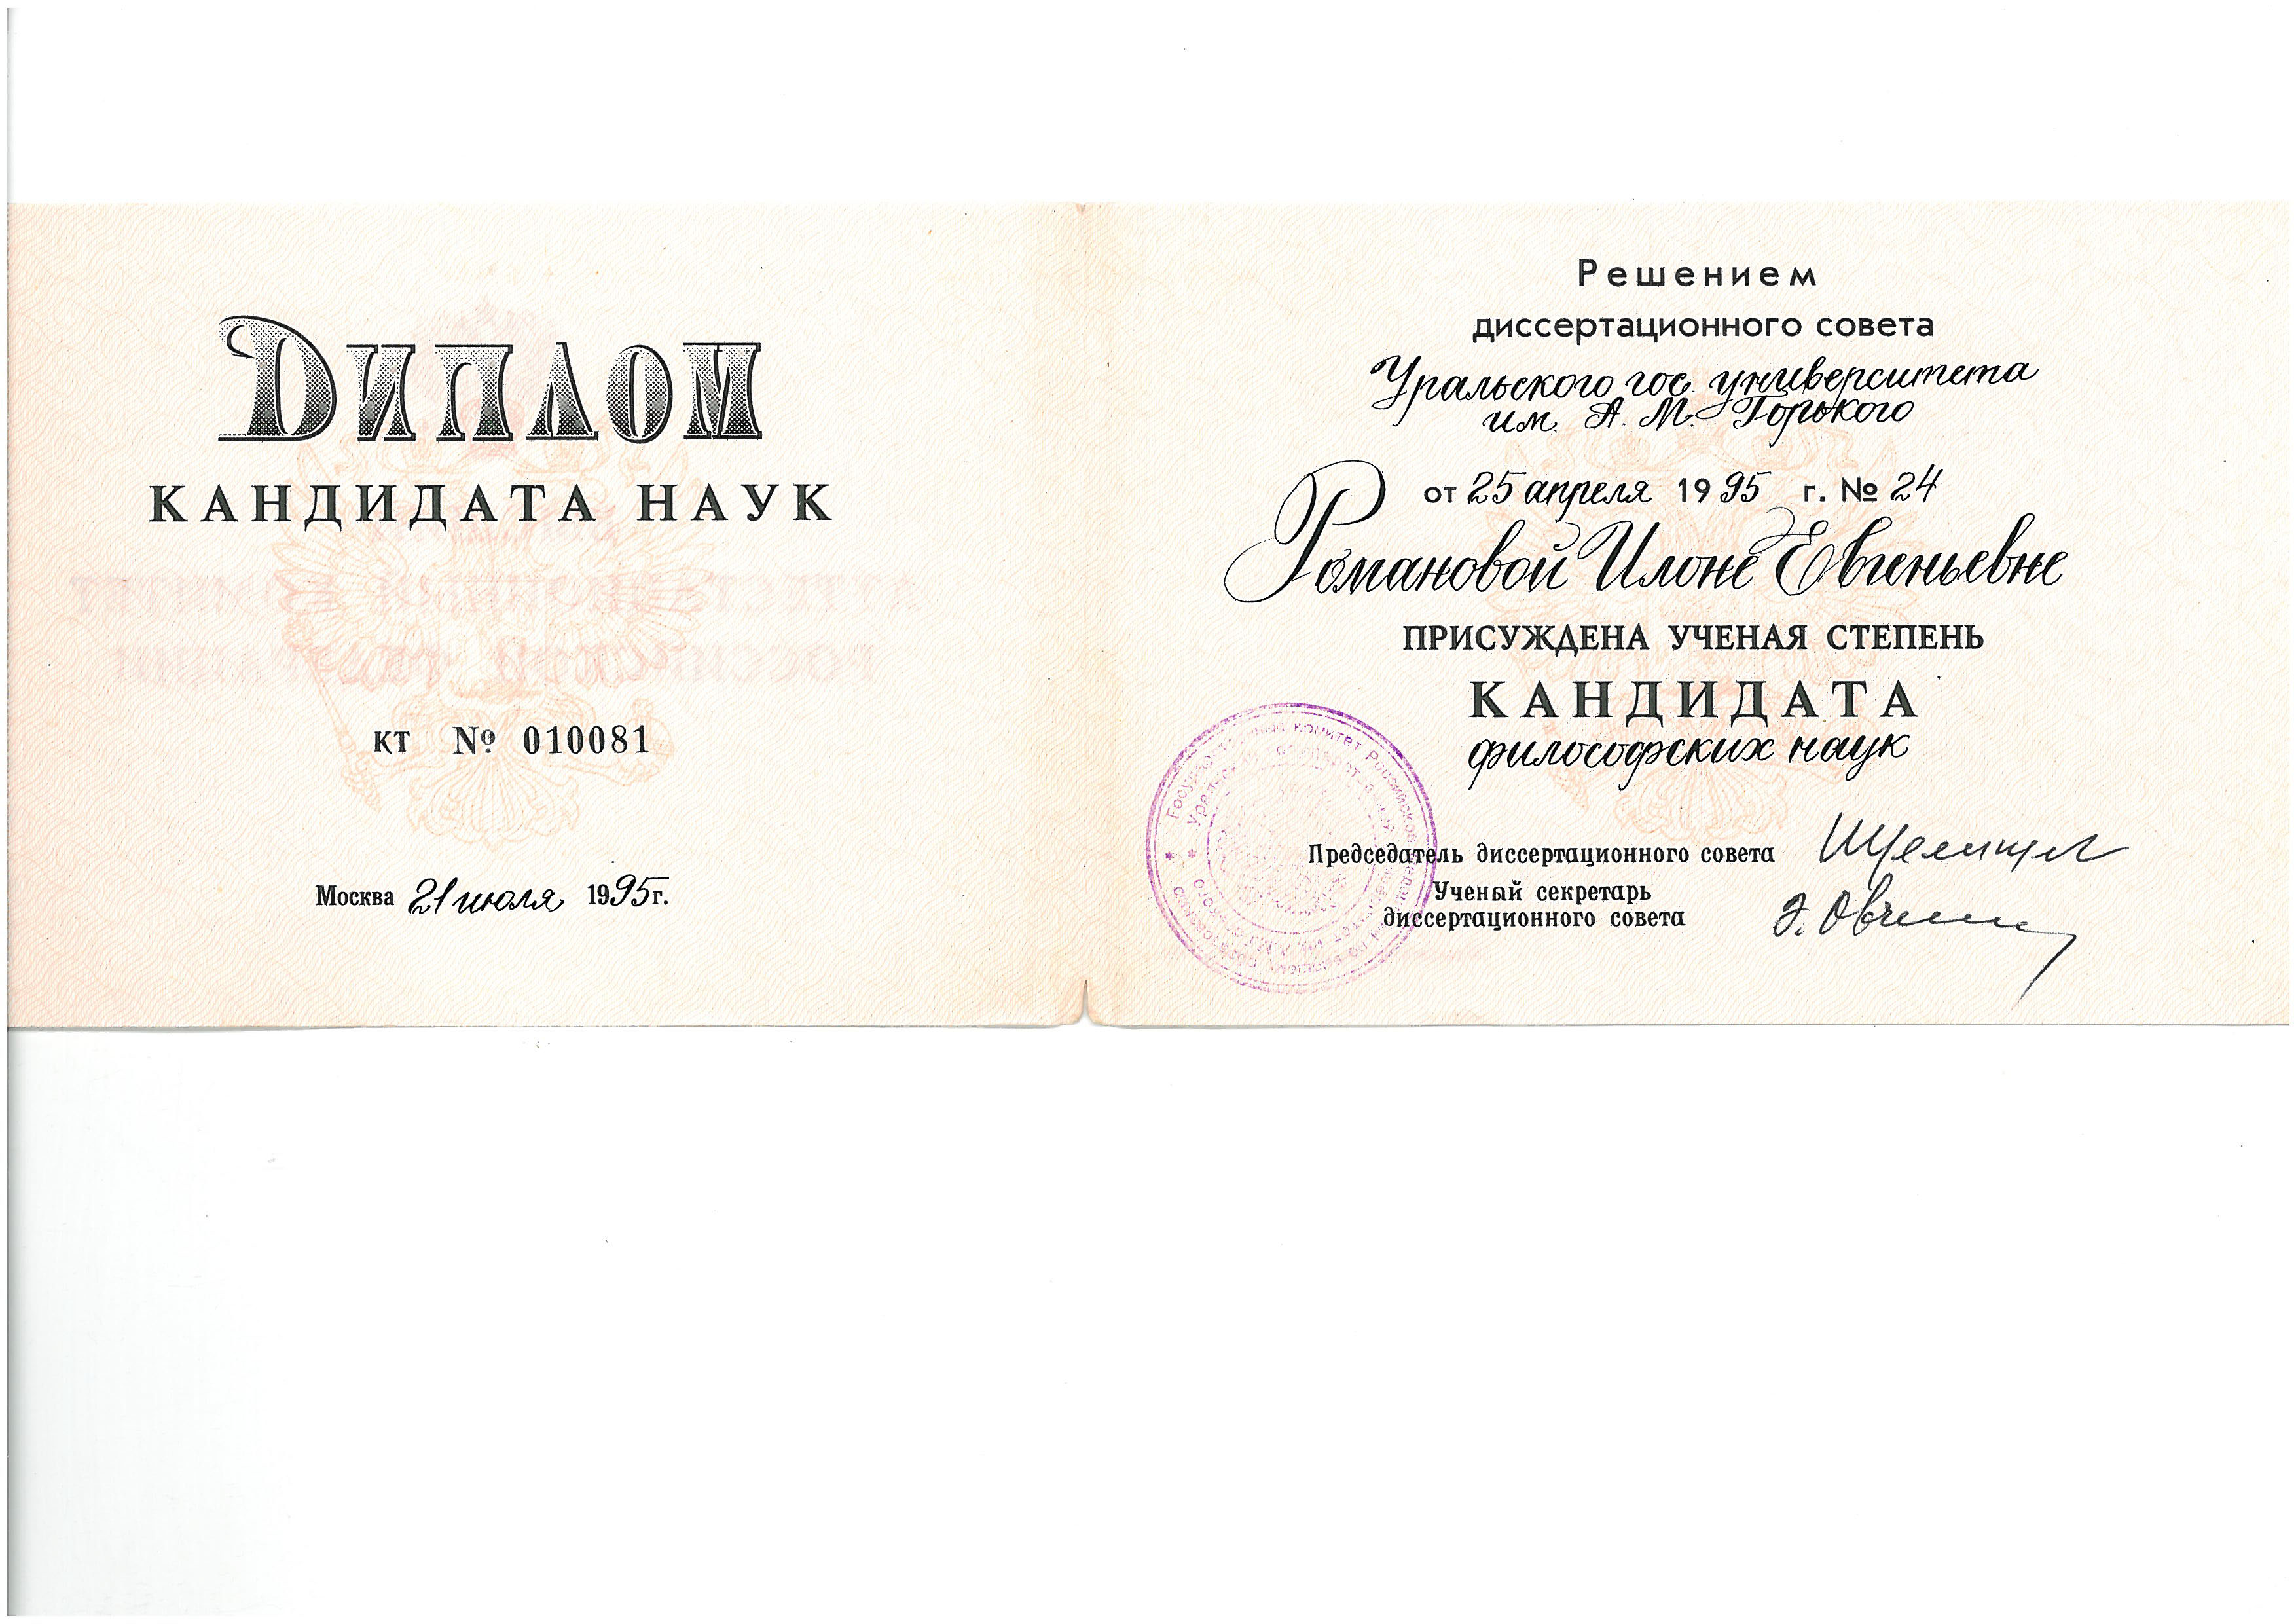 ДИПЛОМ
КАНДИДАТА НАУК
КТ № 010081
Москва 21 июля 1995г.
Решением
диссертационного совета
Уральского гос. университета
им. А. М. Горького
от 25 апреля 1995 г. № 24
Романовой Илоне Евгеньевне
ПРИСУЖДЕНА УЧЕНАЯ СТЕПЕНЬ
КАНДИДАТА
философских наук
Председатель диссертационного совета
Ученый секретарь
диссертационного совета